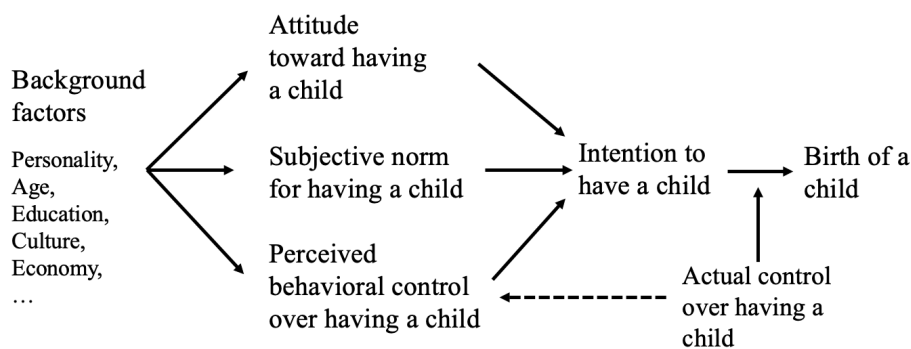 Background
factors
Personality,
Age,
Education,
Culture,
Economy,
…
Attitude
toward having
a child
Subjective norm
for having a child
Perceived
behavioral control
over having a child
Intention to
have a child
Birth of a
child
Actual control
over having a
child